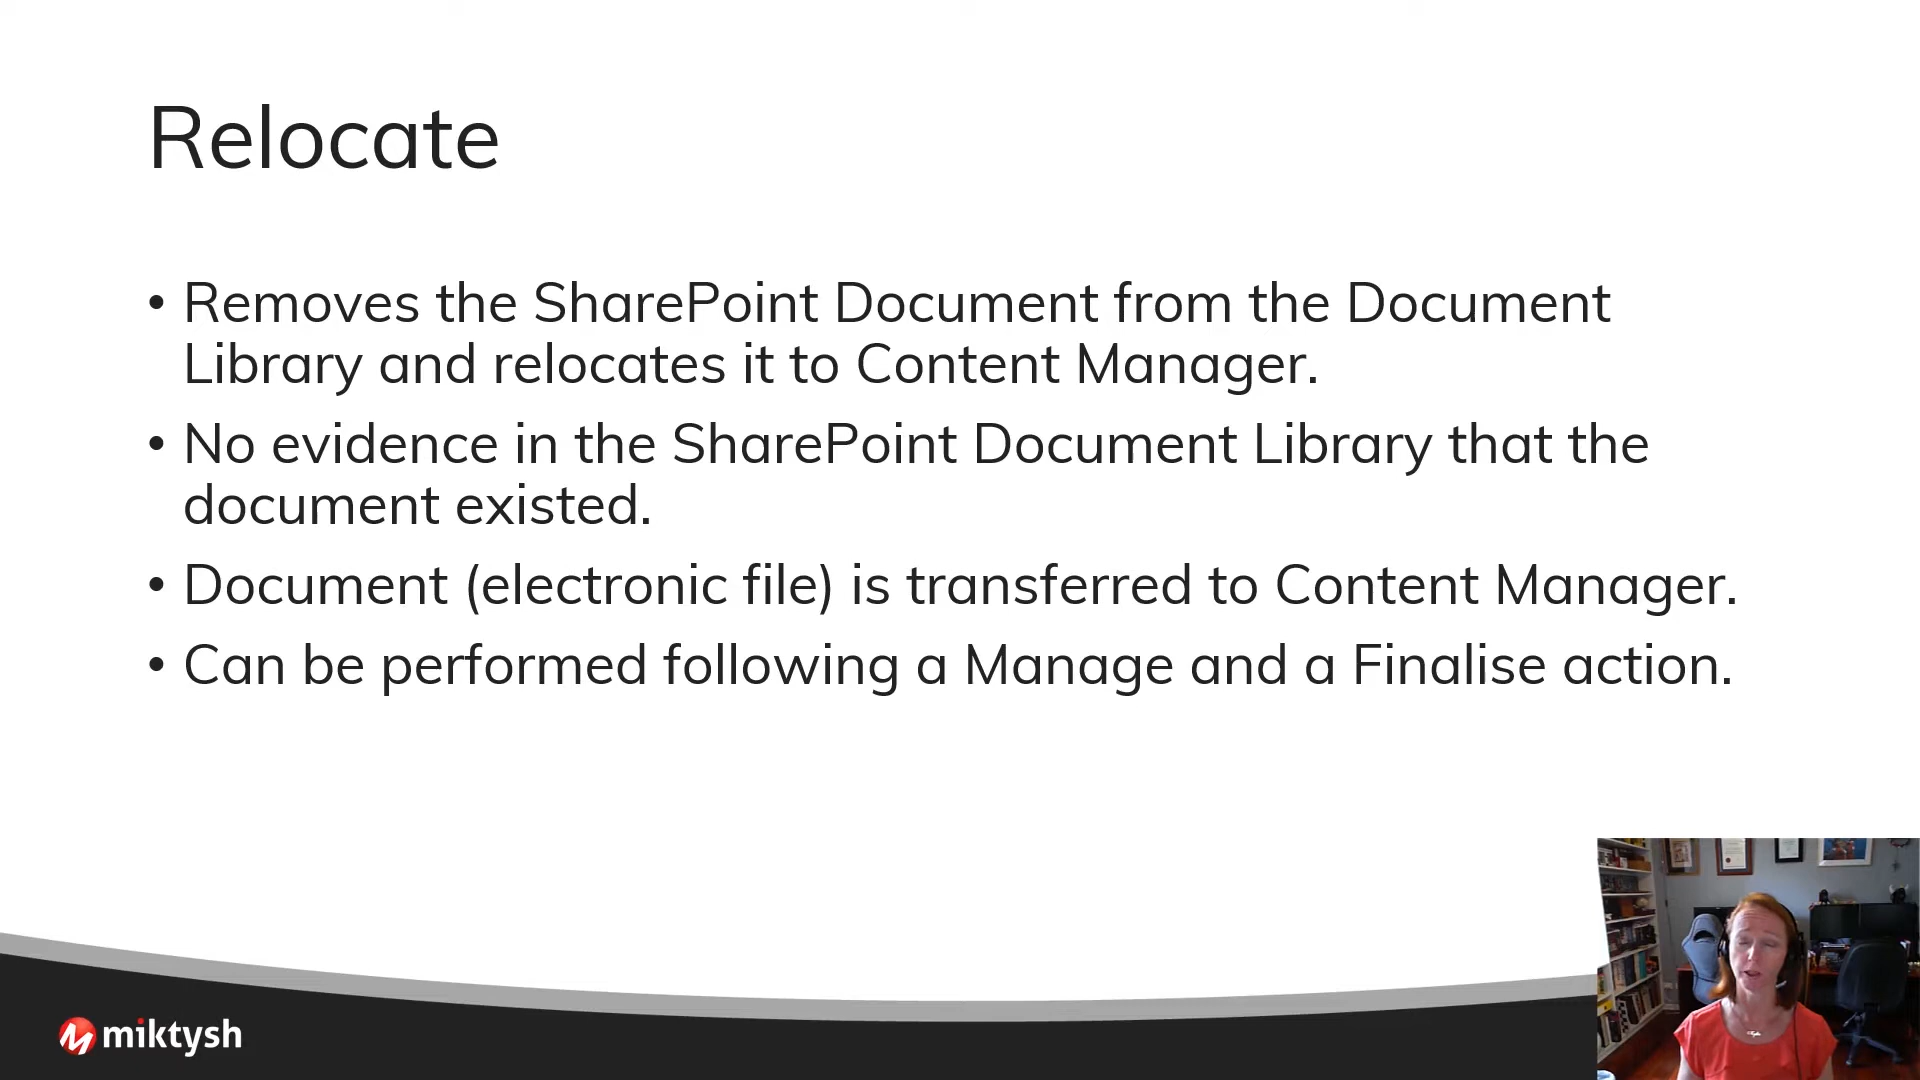 Relocate
• Removes the SharePoint Document from the Document
Library and relocates it to Content Manager.
• No evidence in the SharePoint Document Library that the
document existed.
• Document (electronic file) is transferred to Content Manager.
• Can be performed following a Manage and a Finalise action.
miktysh